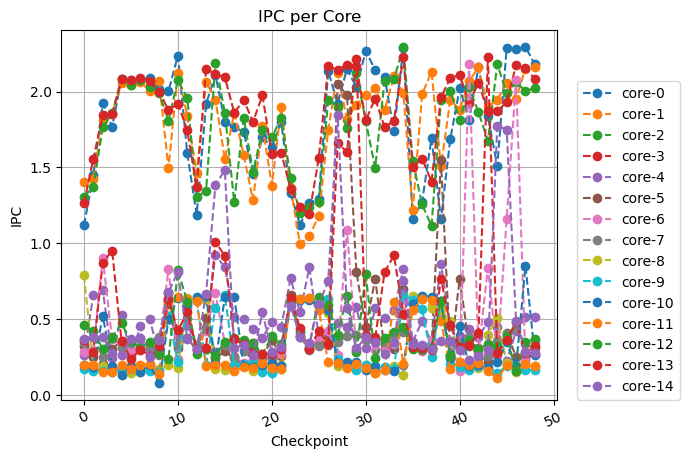 IPC per Core
IPC
2.0
1.5
1.0
0.5
0.0
0
10
20
30
40
50
Checkpoint
core-0
core-1
core-2
core-3
core-4
core-5
core-6
core-7
core-8
core-9
core-10
core-11
core-12
core-13
core-14